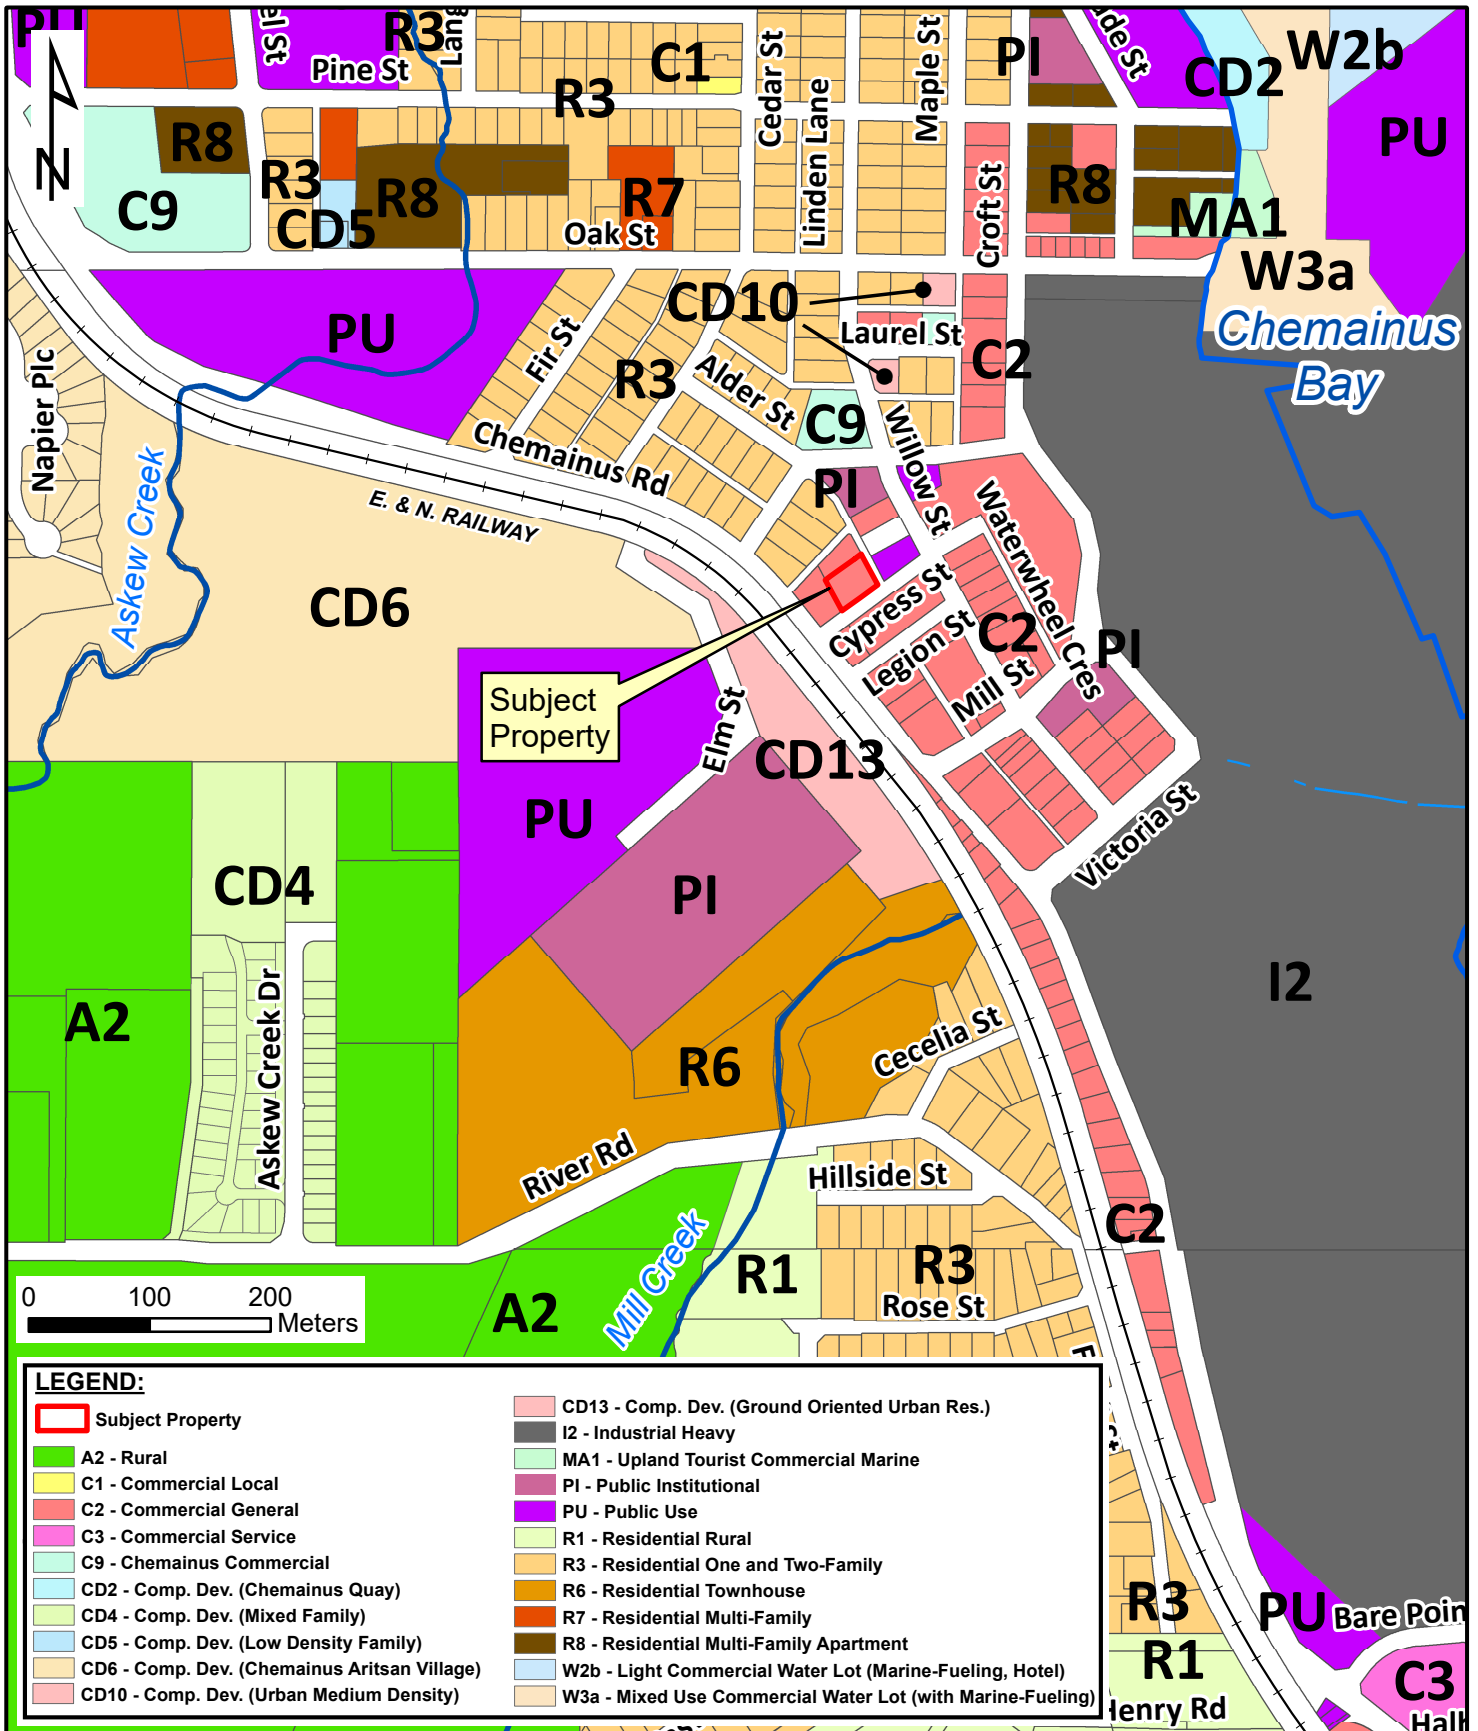 PU
R3
Pine St
C1
R3
Cedar St
Linden Lane
Maple St
PI
CD2
W2b
PU
N
R8
C9
R3
CD5
R8
R7
Oak St
Croft St
R8
MA1
W3a
Chemainus
Bay
PU
CD10
Laurel St
C2
Fir St
R3
Alder St
C9
Willow St
Napier Plc
Chemainus Rd
E. & N. RAILWAY
PI
Askew Creek
CD6
Waterwheel Cres
Cypress St
Legion St
C2
Mill St
PI
Subject
Property
Elm St
CD13
PU
Victoria St
CD4
PI
A2
Askew Creek Dr
I2
R6
Cecelia St
River Rd
Hillside St
C2
Mill Creek
R1
R3
Rose St
A2
0 100 200
Meters
LEGEND:
Subject Property
A2 - Rural
C1 - Commercial Local
C2 - Commercial General
C3 - Commercial Service
C9 - Chemainus Commercial
CD2 - Comp. Dev. (Chemainus Quay)
CD4 - Comp. Dev. (Mixed Family)
CD5 - Comp. Dev. (Low Density Family)
CD6 - Comp. Dev. (Chemainus Aritsan Village)
CD10 - Comp. Dev. (Urban Medium Density)
CD13 - Comp. Dev. (Ground Oriented Urban Res.)
I2 - Industrial Heavy
MA1 - Upland Tourist Commercial Marine
PI - Public Institutional
PU - Public Use
R1 - Residential Rural
R3 - Residential One and Two-Family
R6 - Residential Townhouse
R7 - Residential Multi-Family
R8 - Residential Multi-Family Apartment
W2b - Light Commercial Water Lot (Marine-Fueling, Hotel)
W3a - Mixed Use Commercial Water Lot (with Marine-Fueling)
R3
PU
Bare Poin
R1
C3
Henry Rd